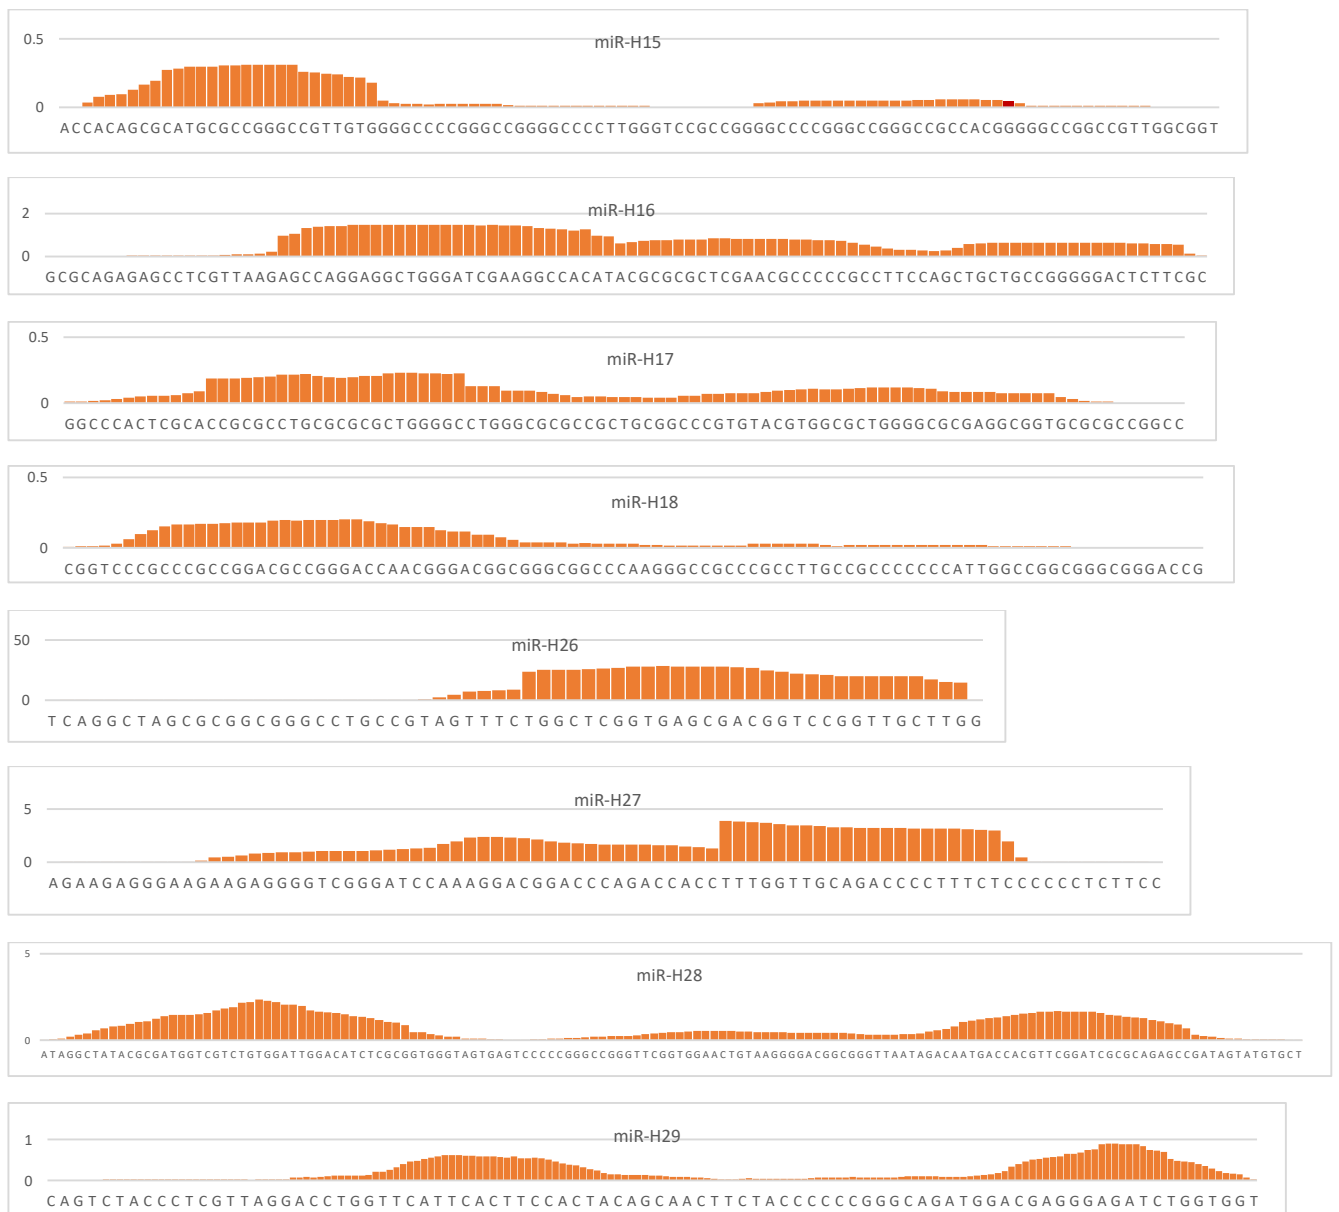 miR-H15
0.5
0
ACCACAGCGCATGCGCCGGGCCGTTGTGGGGCCCCGGGCCGGGGCCCCTTGGGTCCGCCGGGGCCCCGGGCCGGGCCGCCACGGGGGCCGGCCGTTGGCGGT
miR-H16
2
0
GCGCAGAGAGCCTCGTTAAGAGCCAGGAGGCTGGGATCGAAGGCCACATACGCGCGCTCGAACGCCCCCGCCTTCCAGCTGCTGCCGGGGGACTCTTCGC
miR-H17
0.5
0
GGCCCACTCGCACCGCGCCTGCGCGCGCTGGGGCCTGGGCGCGCCGCTGCGGCCCGTGTACGTGGCGCTGGGGCGCGAGGCGGTGCGCGCCGGCC
miR-H18
0.5
0
CGGTCCCGCCCGCCGGACGCCGGGACCAACGGGACGGCGGGCGGCCCAAGGGCCGCCCGCCTTGCCGCCCCCCCATTGGCCGGCGGGCGGGACCG
miR-H26
50
0
TCAGGCTAGCGCGGCGGGCCTGCCGTAGTTTCTGGCTCGGTGAGCGACGGTCCGGTTGCTTGG
miR-H27
5
0
AGAAGAGGGAAGAAGAGGGGTCGGGATCCAAAGGACGGACCCAGACCACCTTTGGTTGCAGACCCCTTTCTCCCCCCTCTTCC
miR-H28
5
0
ATAGGCTATACGCGATGGTCGTCTGTGGATTGGACATCTCGCGGTGGGTAGTGAGTCCCCCGGGCCGGGTTCGGTGGAACTGTAAGGGGACGGCGGGTTAATAGACAATGACCACGTTCGGATCGCGCAGAGCCGATAGTATGTGCT
miR-H29
1
0
CAGTCTACCCTCGTTAGGACCTGGTTCATTCACTTCCACTACAGCAACTTCTACCCCCCGGGCAGATGGACGAGGGAGATCTGGTGGT